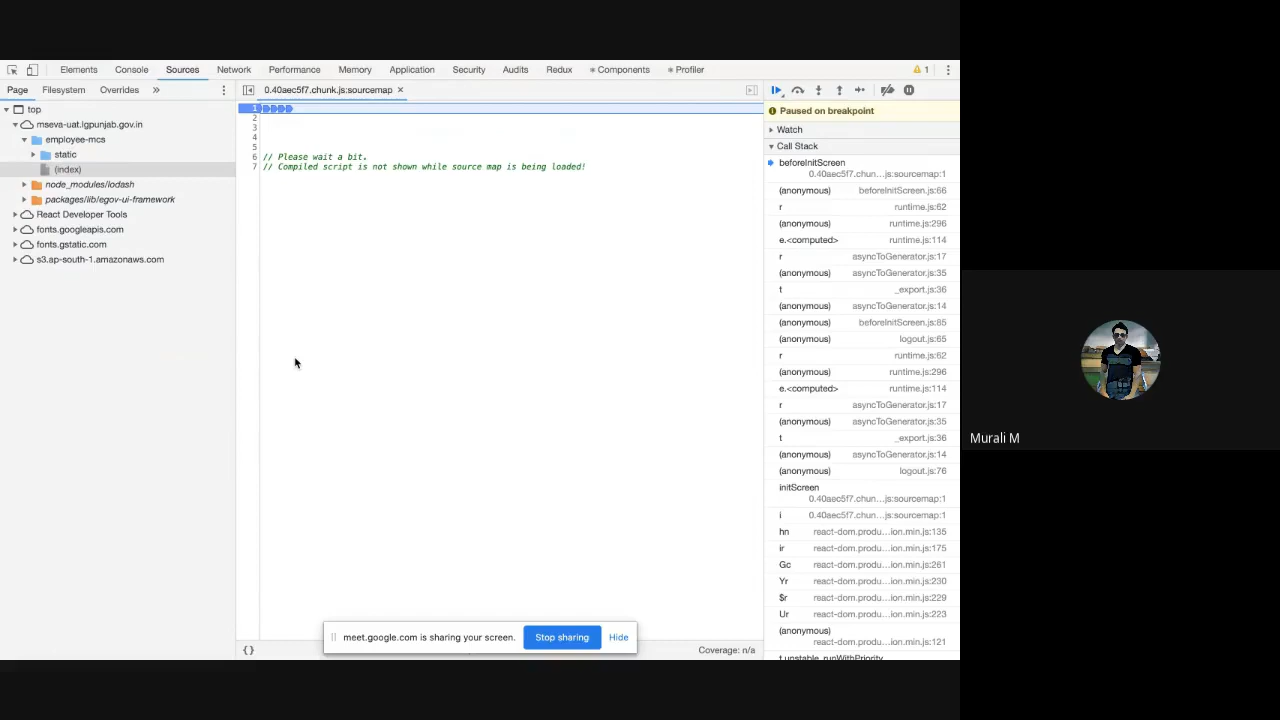 Elements Console Sources Network Performance Memory Application Security Audits Redux Components Profiler 1
Page Filesystem Overrides » 0.40aec5f7.chunk.js:sourcemap ×
top
mseva-uat.lgpunjab.gov.in
employee-mcs
static
(index)
node_modules/lodash
packages/lib/egov-ui-framework
React Developer Tools
fonts.googleapis.com
fonts.gstatic.com
s3.ap-south-1.amazonaws.com
1
2
3
4
5
6 // Please wait a bit.
7 // Compiled script is not shown while source map is being loaded!
{}
Coverage: n/a
Paused on breakpoint
Watch
Call Stack
beforeInitScreen
0.40aec5f7.chun…js:sourcemap:1
(anonymous) beforeInitScreen.js:66
r runtime.js:62
(anonymous) runtime.js:296
e.<computed> runtime.js:114
r asyncToGenerator.js:17
(anonymous) asyncToGenerator.js:35
t _export.js:36
(anonymous) asyncToGenerator.js:14
(anonymous) beforeInitScreen.js:85
(anonymous) logout.js:65
r runtime.js:62
(anonymous) runtime.js:296
e.<computed> runtime.js:114
r asyncToGenerator.js:17
(anonymous) asyncToGenerator.js:35
t _export.js:36
(anonymous) asyncToGenerator.js:14
(anonymous) logout.js:76
initScreen
0.40aec5f7.chun…js:sourcemap:1
i 0.40aec5f7.chun…js:sourcemap:1
hn react-dom.produ…ion.min.js:135
ir react-dom.produ…ion.min.js:175
Gc react-dom.produ…ion.min.js:261
Yr react-dom.produ…ion.min.js:230
$r react-dom.produ…ion.min.js:229
Ur react-dom.produ…ion.min.js:223
(anonymous)
react-dom.produ…ion.min.js:121
t.unstable_runWithPriority
meet.google.com is sharing your screen. Stop sharing Hide
Murali M